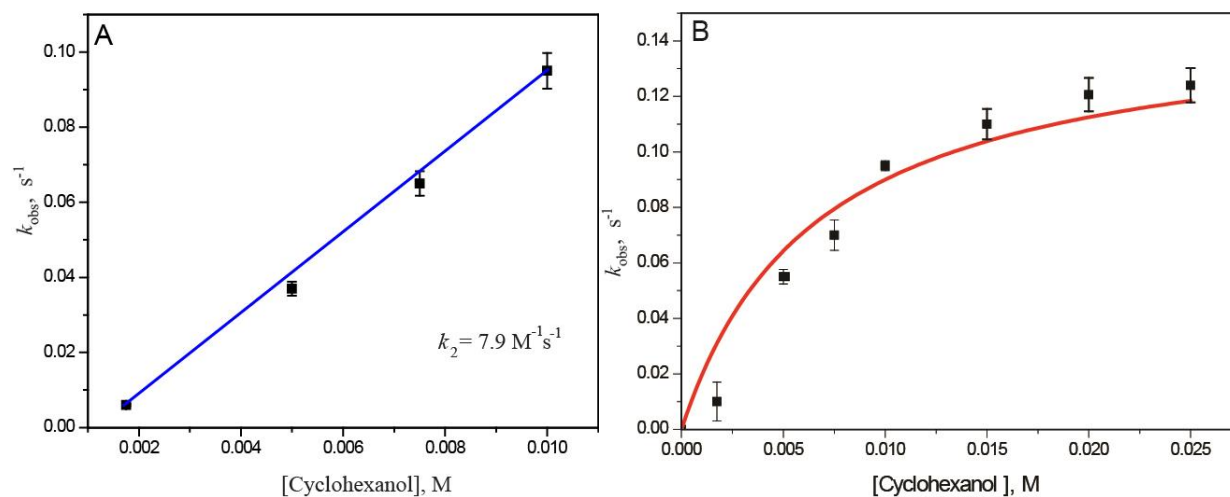 A
0.10
0.08
0.06
0.04
0.02
0.00
k_obs, s⁻¹
k₂= 7.9 M⁻¹s⁻¹
0.002 0.004 0.006 0.008 0.010
[Cyclohexanol], M
B
0.14
0.12
0.10
0.08
0.06
0.04
0.02
0.00
k_obs, s⁻¹
0.000 0.005 0.010 0.015 0.020 0.025
[Cyclohexanol ], M